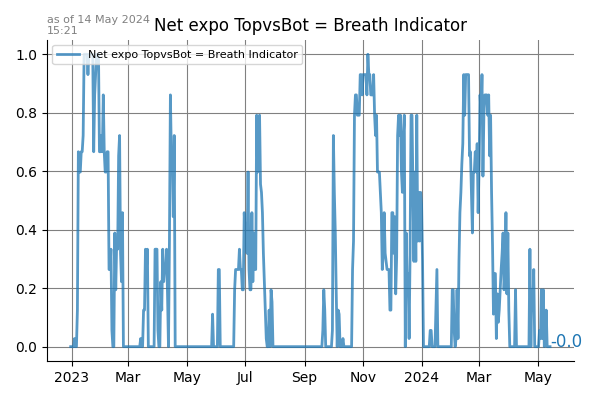 as of 14 May 2024
15:21
Net expo TopvsBot = Breath Indicator
Net expo TopvsBot = Breath Indicator
1.0
0.8
0.6
0.4
0.2
0.0
-0.0
2023 Mar May Jul Sep Nov 2024 Mar May